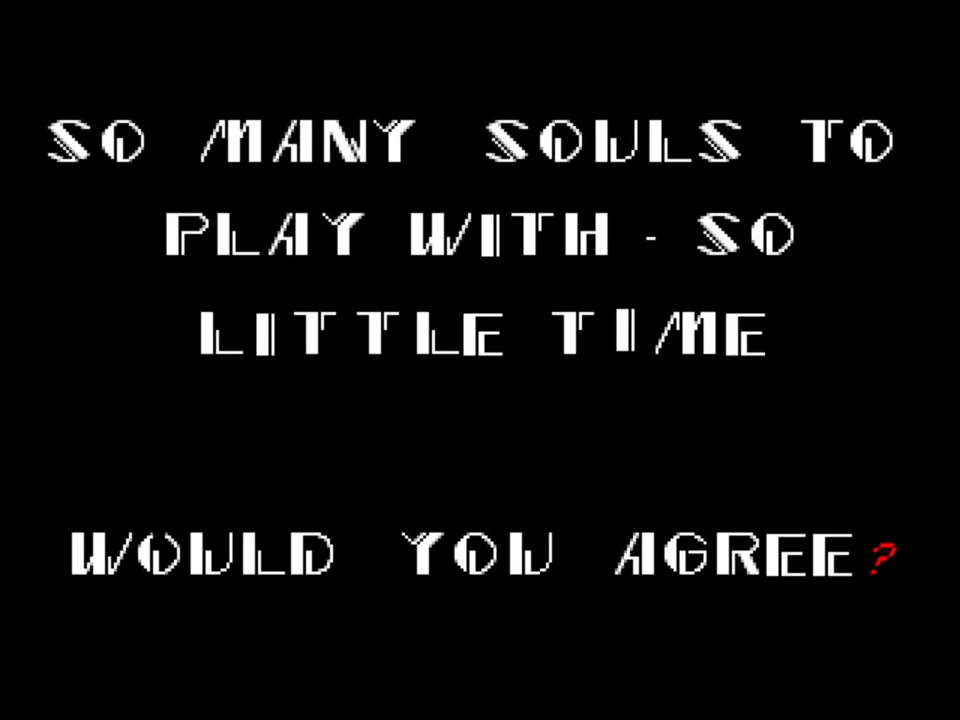 SO MANY SOULS TO
PLAY WITH - SO
LITTLE TIME
WOULD YOU AGREE?